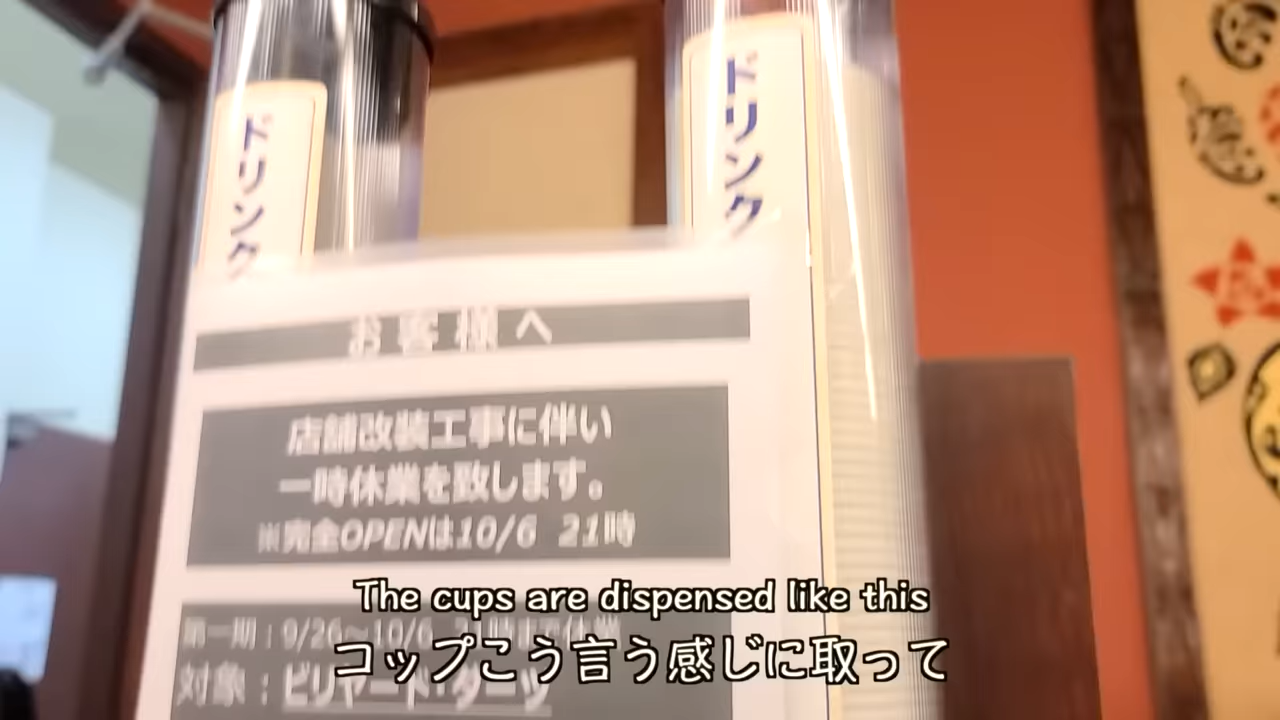 ドリンク
ドリンク
お客様へ
店舗改装工事に伴い
一時休業を致します。
※完全OPENは10/6 21時
第一期：9/26～10/6
対象：ビリヤード・ダーツ
The cups are dispensed like this
コップこう言う感じに取って